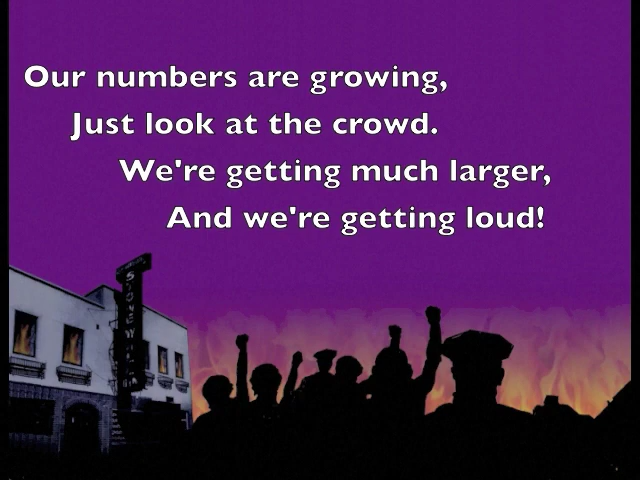 Our numbers are growing,
Just look at the crowd.
We're getting much larger,
And we're getting loud!
STONEWALL